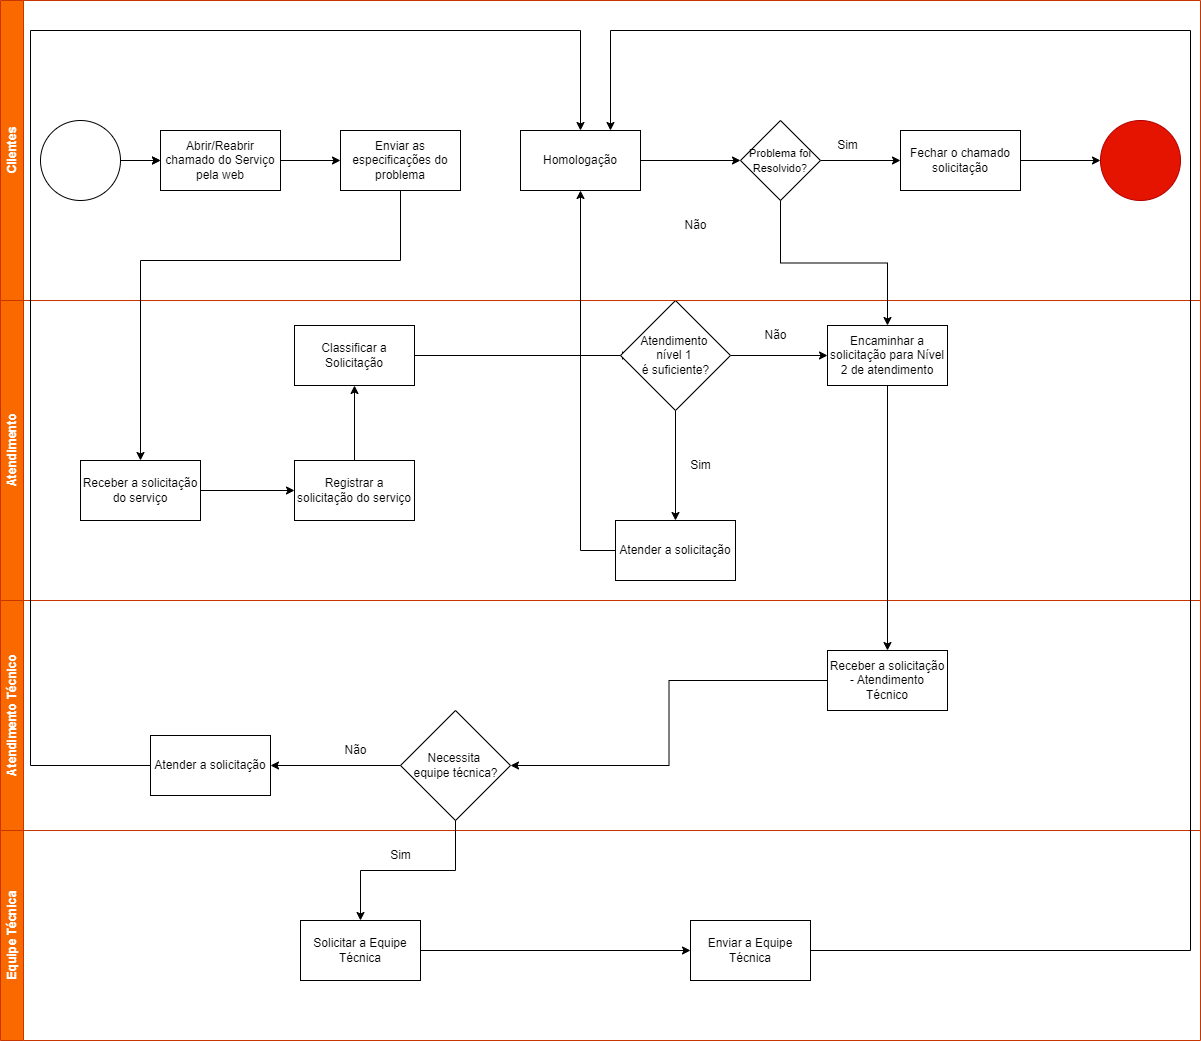 Clientes
Abrir/Reabrir
chamado do Serviço
pela web
Enviar as
especificações do
problema
Homologação
Problema for
Resolvido?
Sim
Fechar o chamado
solicitação
Não
Atendimento
Classificar a
Solicitação
Atendimento
nível 1
é suficiente?
Não
Encaminhar a
solicitação para Nível
2 de atendimento
Sim
Receber a solicitação
do serviço
Registrar a
solicitação do serviço
Atender a solicitação
Atendimento Técnico
Receber a solicitação
- Atendimento
Técnico
Necessita
equipe técnica?
Não
Atender a solicitação
Equipe Técnica
Sim
Solicitar a Equipe
Técnica
Enviar a Equipe
Técnica